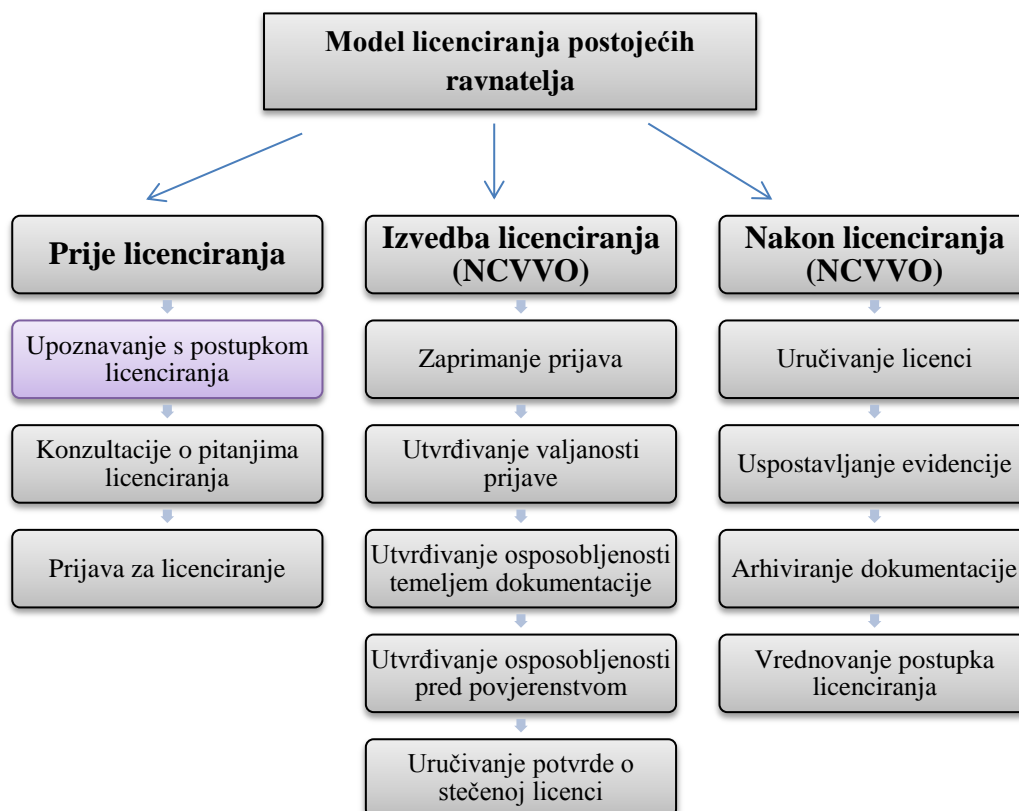 Model licenciranja postojećih
ravnatelja
Prije licenciranja
Upoznavanje s postupkom
licenciranja
Konzultacije o pitanjima
licenciranja
Prijava za licenciranje
Izvedba licenciranja
(NCVVO)
Zaprimanje prijava
Utvrđivanje valjanosti
prijave
Utvrđivanje osposobljenosti
temeljem dokumentacije
Utvrđivanje osposobljenosti
pred povjerenstvom
Uručivanje potvrde o
stečenoj licenci
Nakon licenciranja
(NCVVO)
Uručivanje licenci
Uspostavljanje evidencije
Arhiviranje dokumentacije
Vrednovanje postupka
licenciranja